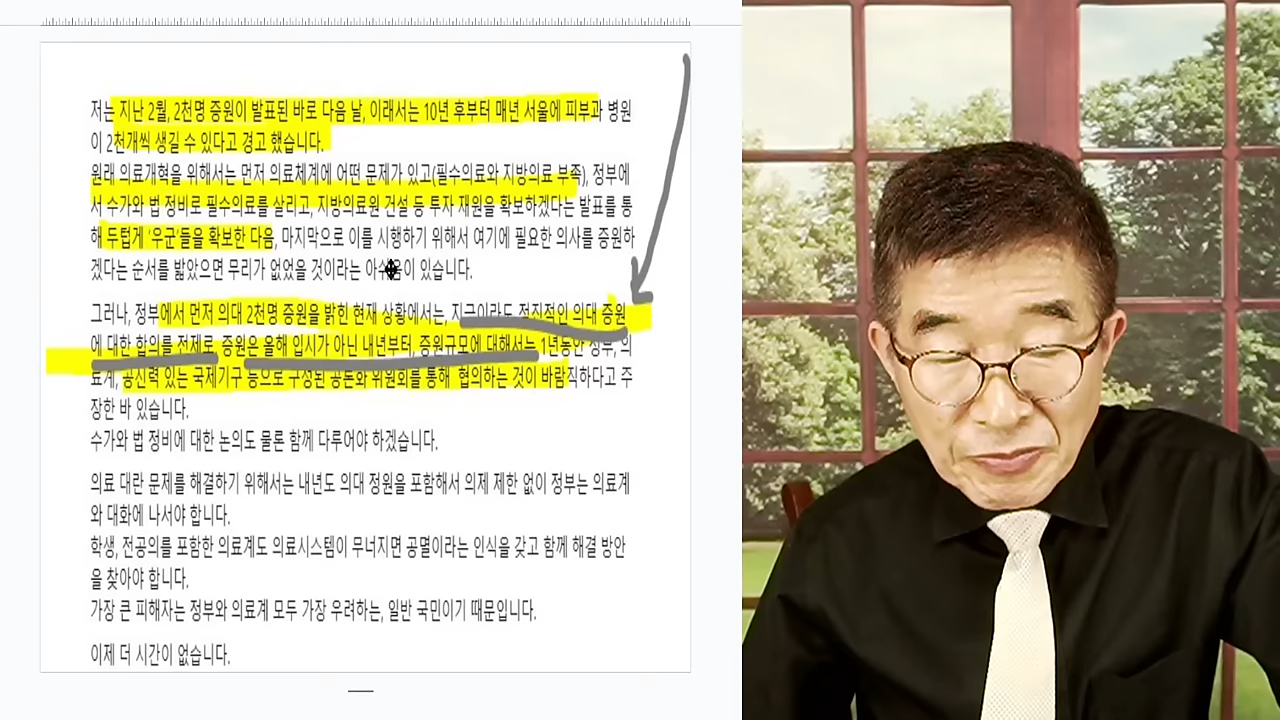 저는 지난 2월, 2천명 증원이 발표된 바로 다음 날, 이래서는 10년 후부터 매년 서울에 피부과 병원
이 2천개씩 생길 수 있다고 경고 했습니다.
원래 의료개혁을 위해서는 먼저 의료체계에 어떤 문제가 있고(필수의료와 지방의료 부족), 정부에
서 수가와 법 정비로 필수의료를 살리고, 지방의료원 건설 등 투자 재원을 확보하겠다는 발표를 통
해 두텁게 '우군'들을 확보한 다음, 마지막으로 이를 시행하기 위해서 여기에 필요한 의사를 증원하
겠다는 순서를 밟았으면 무리가 없었을 것이라는 아쉬움이 있습니다.
그러나, 정부에서 먼저 의대 2천명 증원을 밝힌 현재 상황에서는, 지금이라도 점진적인 의대 증원
에 대한 합의를 전제로, 증원은 올해 입시가 아닌 내년부터, 증원규모에 대해서는 1년동안 정부, 의
료계, 공신력 있는 국제기구 등으로 구성된 공론화 위원회를 통해 협의하는 것이 바람직하다고 주
장한 바 있습니다.
수가와 법 정비에 대한 논의도 물론 함께 다루어야 하겠습니다.
의료 대란 문제를 해결하기 위해서는 내년도 의대 정원을 포함해서 의제 제한 없이 정부는 의료계
와 대화에 나서야 합니다.
학생, 전공의를 포함한 의료계도 의료시스템이 무너지면 공멸이라는 인식을 갖고 함께 해결 방안
을 찾아야 합니다.
가장 큰 피해자는 정부와 의료계 모두 가장 우려하는, 일반 국민이기 때문입니다.
이제 더 시간이 없습니다.